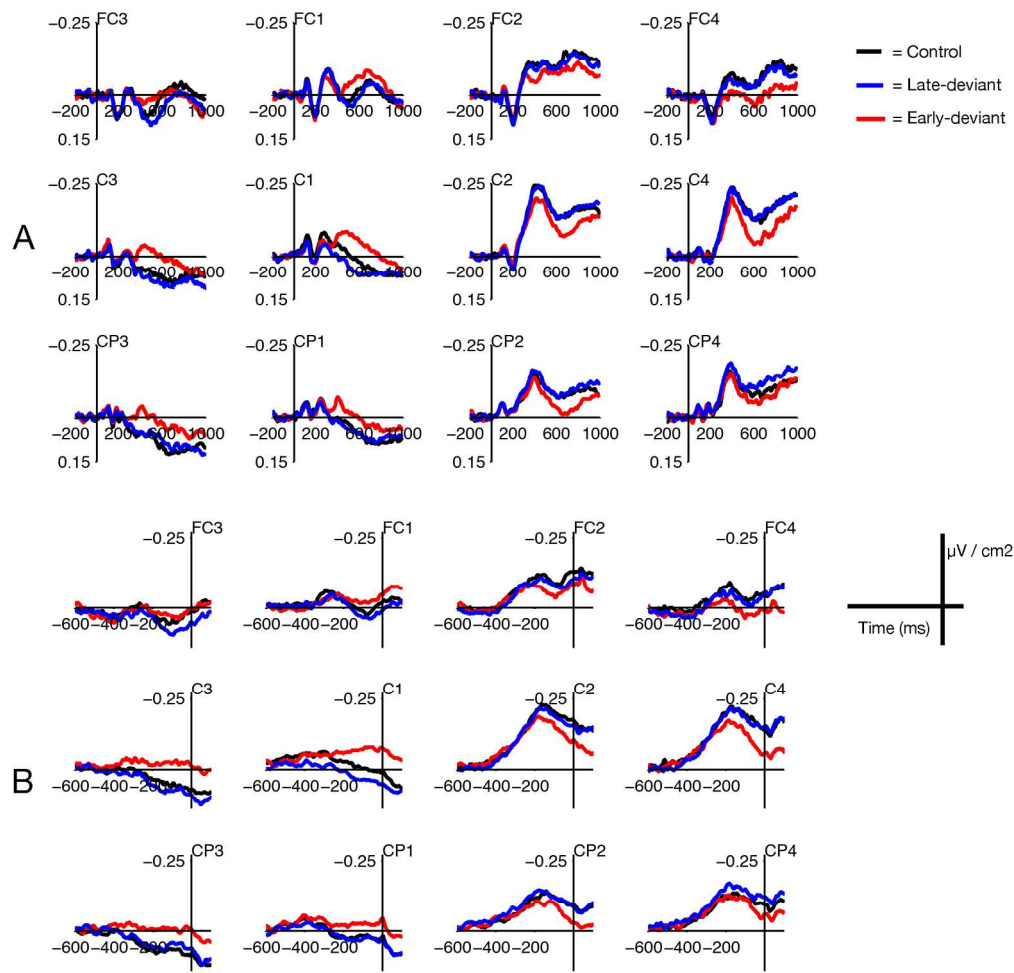 FC3 FC1 FC2 FC4
−0.25 −0.25 −0.25 −0.25
= Control
= Late-deviant
= Early-deviant
−200 200 600 1000 −200 200 600 1000 −200 200 600 1000 −200 200 600 1000
0.15 0.15 0.15 0.15
C3 C1 C2 C4
−0.25 −0.25 −0.25 −0.25
A
−200 200 600 1000 −200 200 600 1000 −200 200 600 1000 −200 200 600 1000
0.15 0.15 0.15 0.15
CP3 CP1 CP2 CP4
−0.25 −0.25 −0.25 −0.25
−200 200 600 1000 −200 200 600 1000 −200 200 600 1000 −200 200 600 1000
0.15 0.15 0.15 0.15
FC3 FC1 FC2 FC4
−0.25 −0.25 −0.25 −0.25
µV / cm2
Time (ms)
−600 −400 −200 −600 −400 −200 −600 −400 −200 −600 −400 −200
C3 C1 C2 C4
−0.25 −0.25 −0.25 −0.25
B
−600 −400 −200 −600 −400 −200 −600 −400 −200 −600 −400 −200
CP3 CP1 CP2 CP4
−0.25 −0.25 −0.25 −0.25
−600 −400 −200 −600 −400 −200 −600 −400 −200 −600 −400 −200